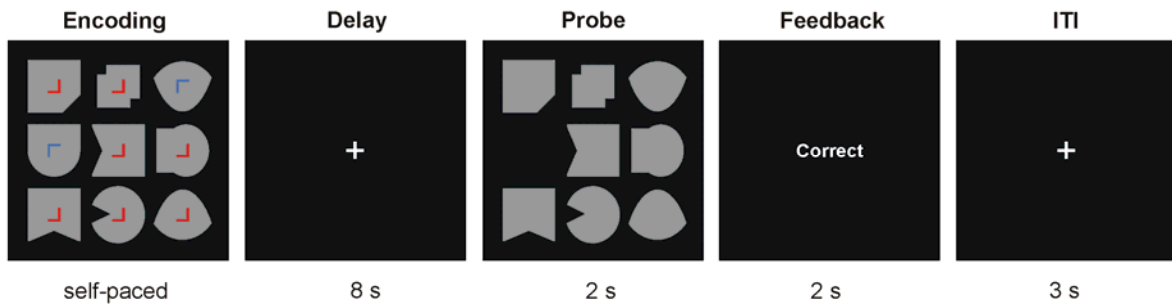 Encoding Delay Probe Feedback ITI
Correct
self-paced 8 s 2 s 2 s 3 s